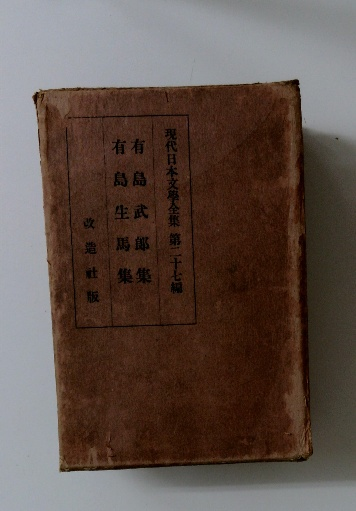 現代日本文學全集 第二十七編
有島武郎集
有島生馬集
改造社版